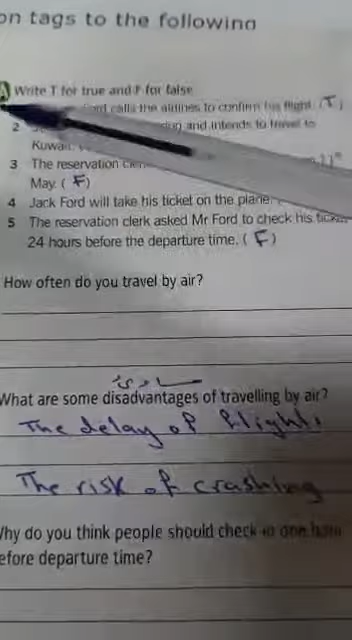 on tags to the following
A Write T for true and F for false
Ford calls the airlines to confirm his flight. (T)
2 and intends to travel to
Kuwait.
3 The reservation
May. ( F )
4 Jack Ford will take his ticket on the plane.
5 The reservation clerk asked Mr Ford to check his ticket
24 hours before the departure time. ( F )
How often do you travel by air?
What are some disadvantages of travelling by air?
The delay of flights
The risk of crashing
Why do you think people should check in one hour
before departure time?